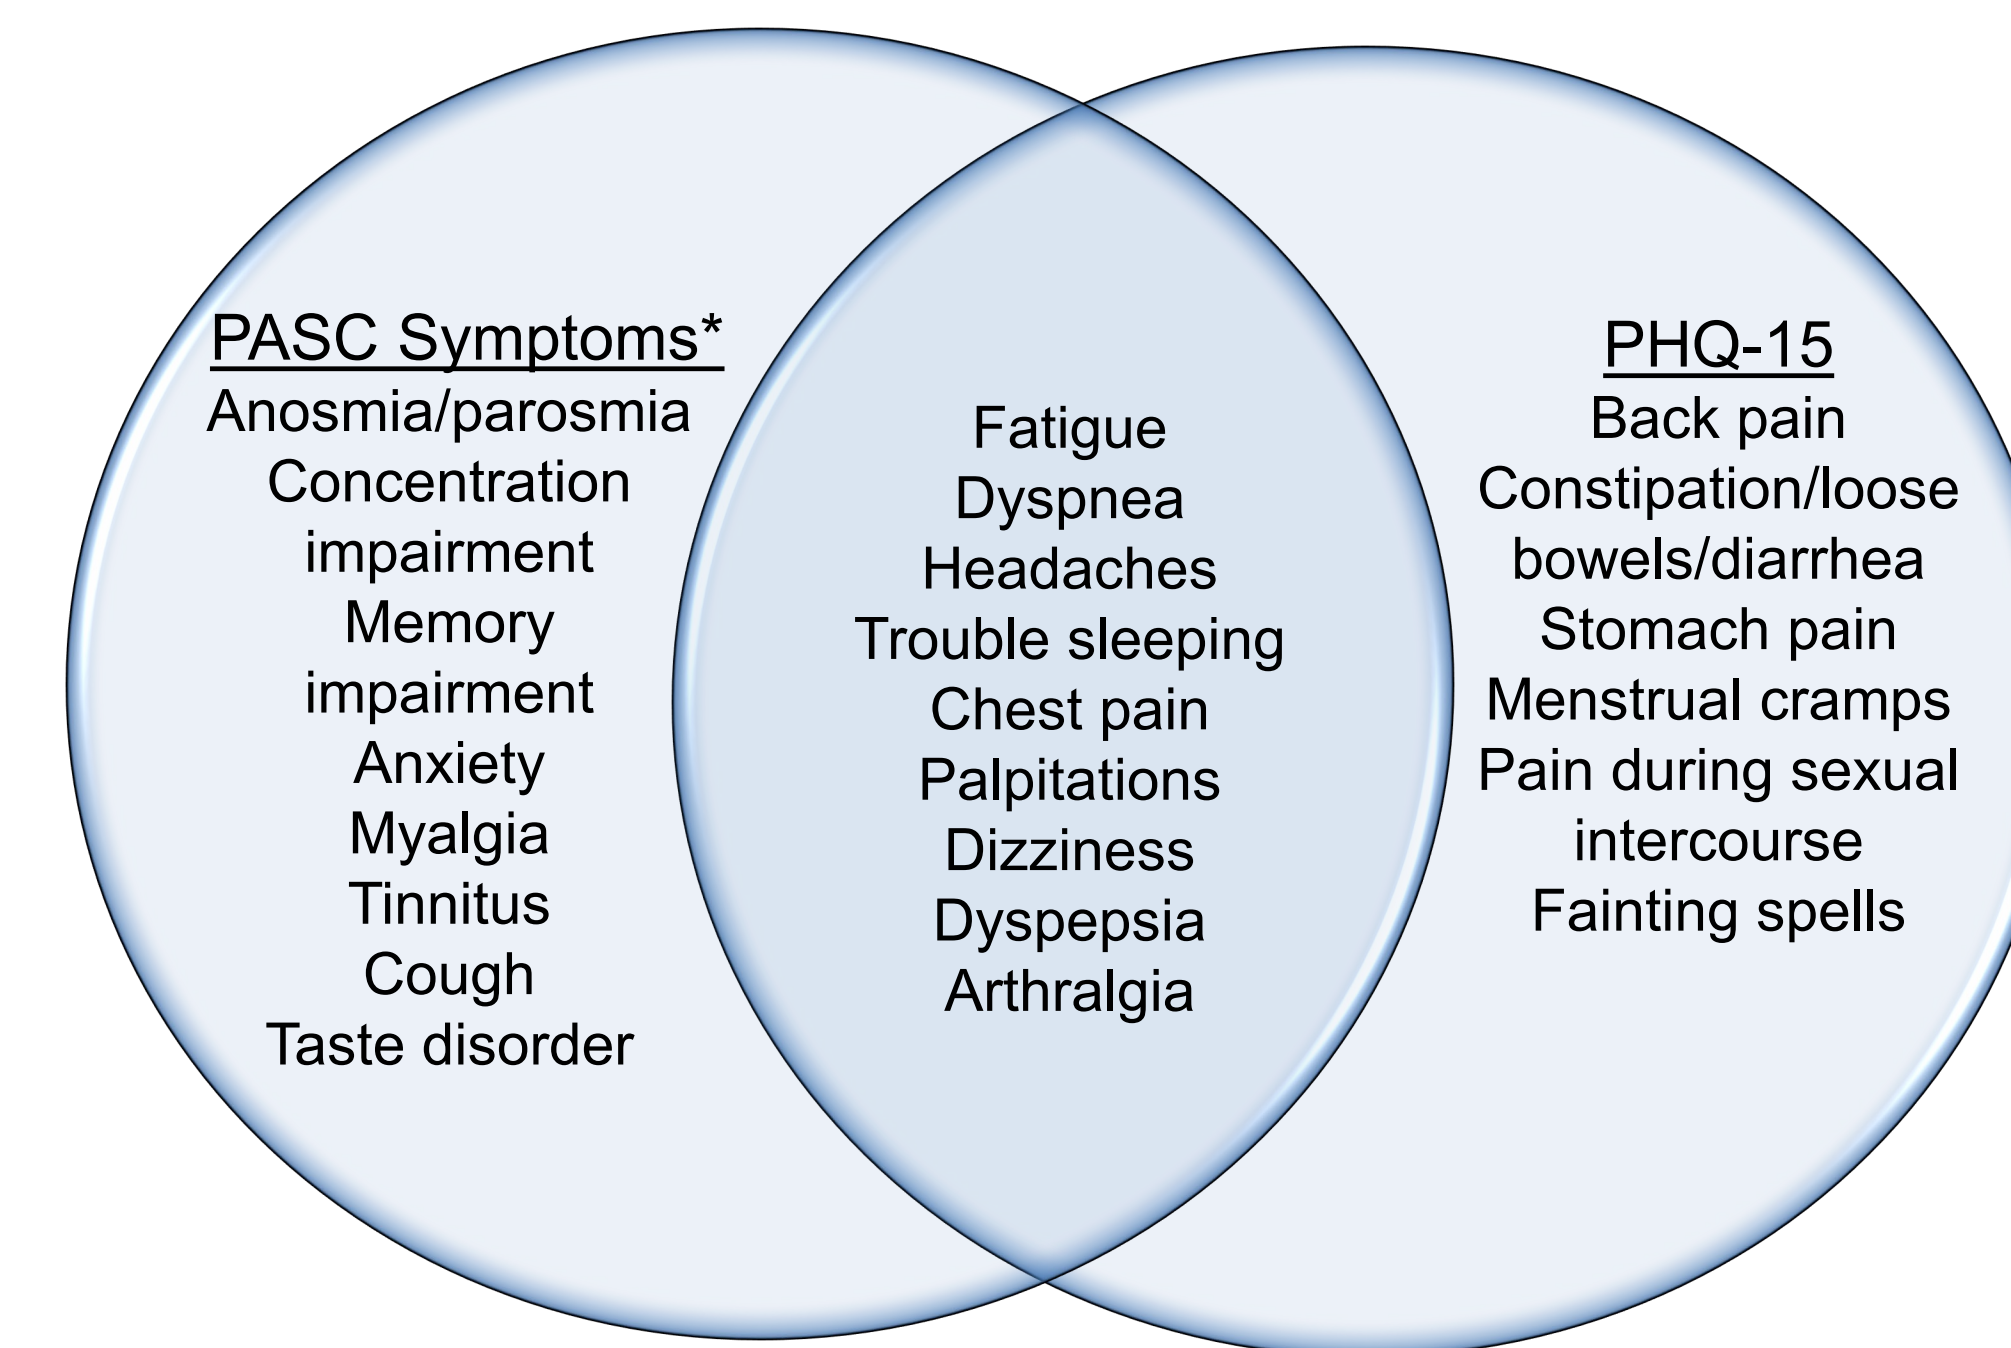 PASC Symptoms*
Anosmia/parosmia
Concentration
impairment
Memory
impairment
Anxiety
Myalgia
Tinnitus
Cough
Taste disorder
Fatigue
Dyspnea
Headaches
Trouble sleeping
Chest pain
Palpitations
Dizziness
Dyspepsia
Arthralgia
PHQ-15
Back pain
Constipation/loose
bowels/diarrhea
Stomach pain
Menstrual cramps
Pain during sexual
intercourse
Fainting spells